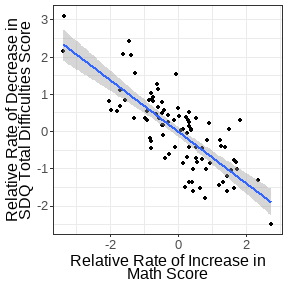 Relative Rate of Decrease in
SDQ Total Difficulties Score
3
2
1
0
-1
-2
-2
0
2
Relative Rate of Increase in
Math Score